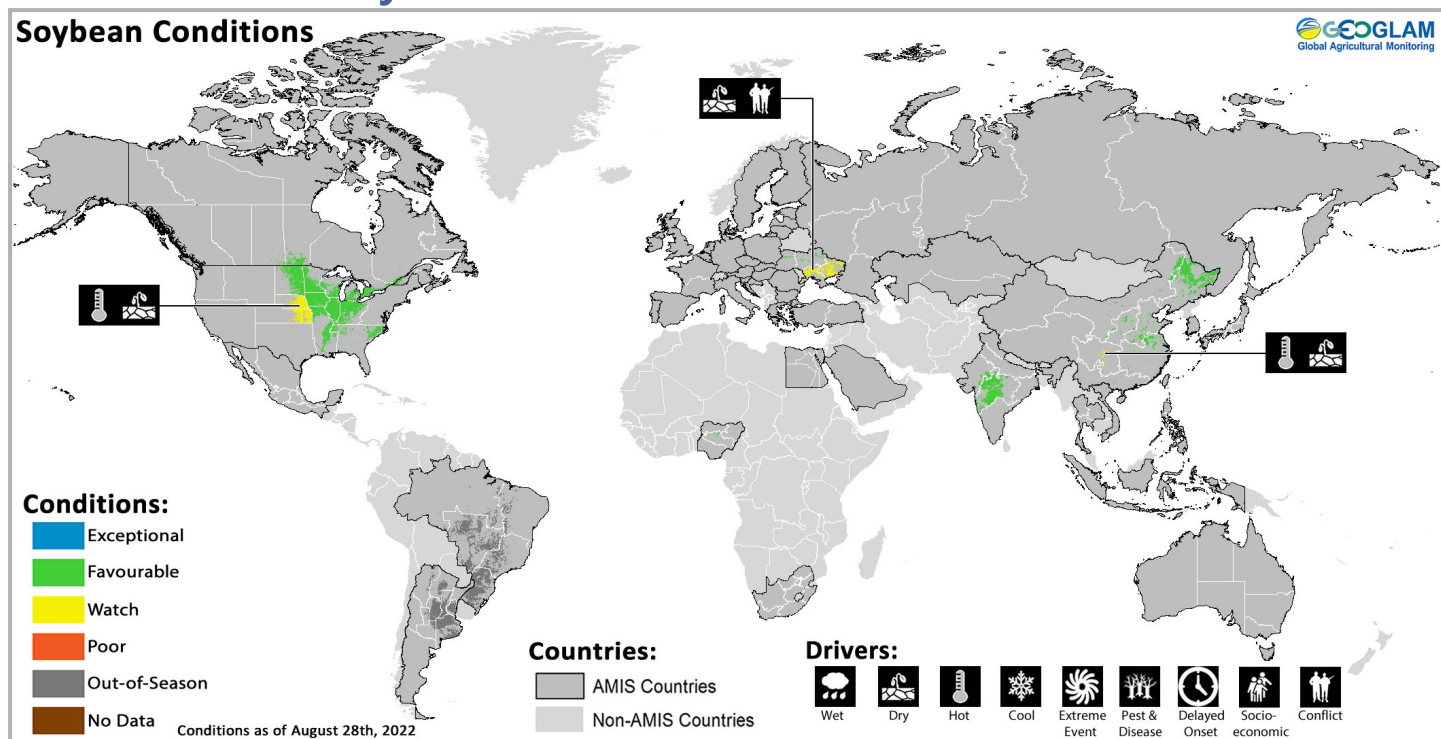 Soybean Conditions
GEOGLAM
Global Agricultural Monitoring
Conditions:
Exceptional
Favourable
Watch
Poor
Out-of-Season
No Data
Conditions as of August 28th, 2022
Countries:
AMIS Countries
Non-AMIS Countries
Drivers:
Wet
Dry
Hot
Cool
Extreme
Event
Pest &
Disease
Delayed
Onset
Socio-
economic
Conflict